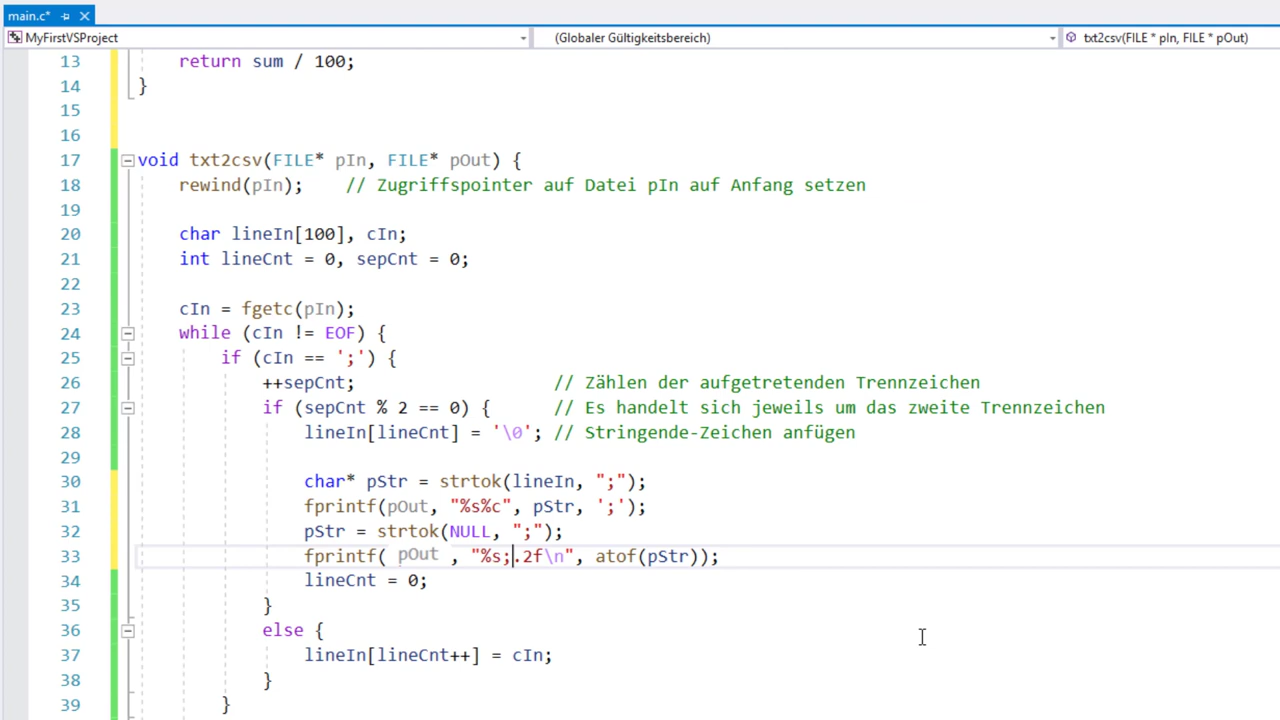 main.c*
MyFirstVSProject
(Globaler Gültigkeitsbereich)
txt2csv(FILE * pIn, FILE * pOut)
13 return sum / 100;
14 }
15
16
17 void txt2csv(FILE* pIn, FILE* pOut) {
18 rewind(pIn); // Zugriffspointer auf Datei pIn auf Anfang setzen
19
20 char lineIn[100], cIn;
21 int lineCnt = 0, sepCnt = 0;
22
23 cIn = fgetc(pIn);
24 while (cIn != EOF) {
25 if (cIn == ';') {
26 ++sepCnt; // Zählen der aufgetretenden Trennzeichen
27 if (sepCnt % 2 == 0) { // Es handelt sich jeweils um das zweite Trennzeichen
28 lineIn[lineCnt] = '\0'; // Stringende-Zeichen anfügen
29
30 char* pStr = strtok(lineIn, ";");
31 fprintf(pOut, "%s%c", pStr, ';');
32 pStr = strtok(NULL, ";");
33 fprintf( pOut , "%s;.2f\n", atof(pStr));
34 lineCnt = 0;
35 }
36 else {
37 lineIn[lineCnt++] = cIn;
38 }
39 }